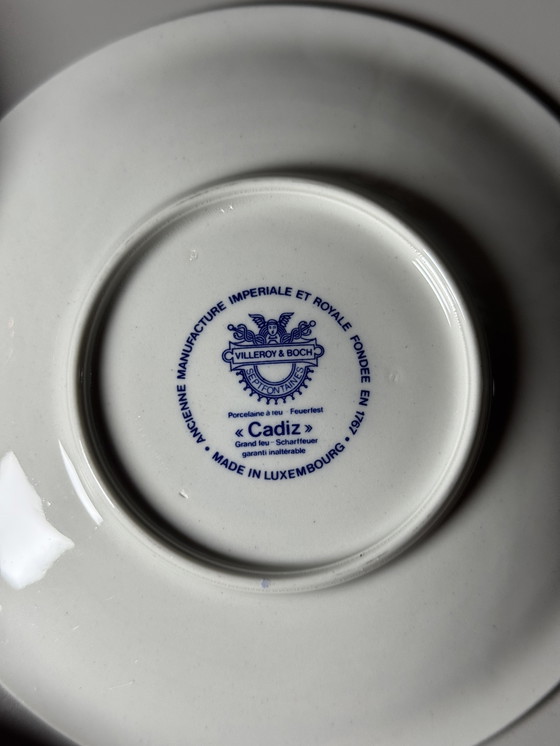 ANCIENNE MANUFACTURE IMPERIALE ET ROYALE FONDEE EN 1767
VILLEROY & BOCH
SEPTFONTAINES
Porcelaine à feu - Feuerfest
« Cadiz »
Grand feu - Scharffeuer
garanti inaltérable
• MADE IN LUXEMBOURG •